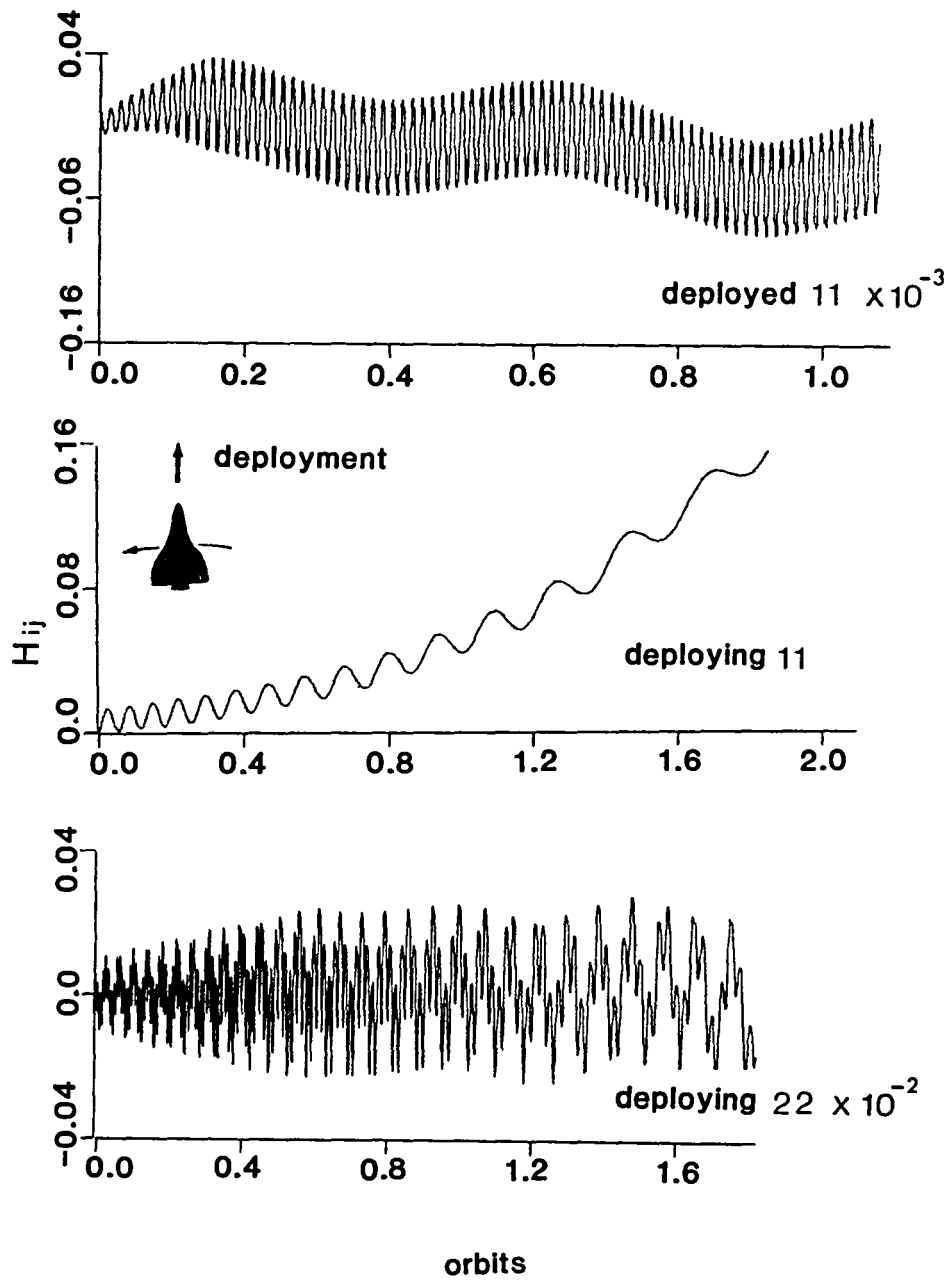 0.04
-0.06
-0.16
deployed 11 X10-3
0.0 0.2 0.4 0.6 0.8 1.0
0.16
deployment
0.08
Hij
deploying 11
0.0
0.0 0.4 0.8 1.2 1.6 2.0
0.04
0.0
deploying 22 X10-2
-0.04
0.0 0.4 0.8 1.2 1.6
orbits